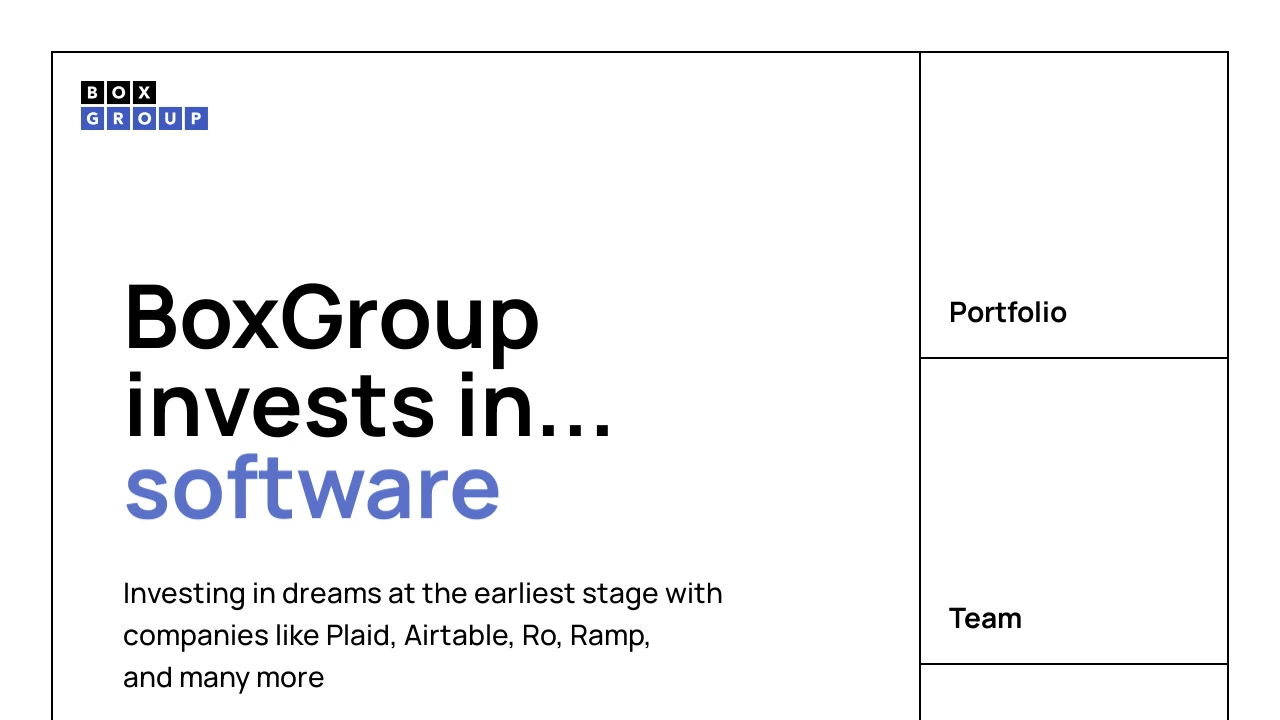 BOX
GROUP
BoxGroup
invests in...
software
Investing in dreams at the earliest stage with
companies like Plaid, Airtable, Ro, Ramp,
and many more
Portfolio
Team